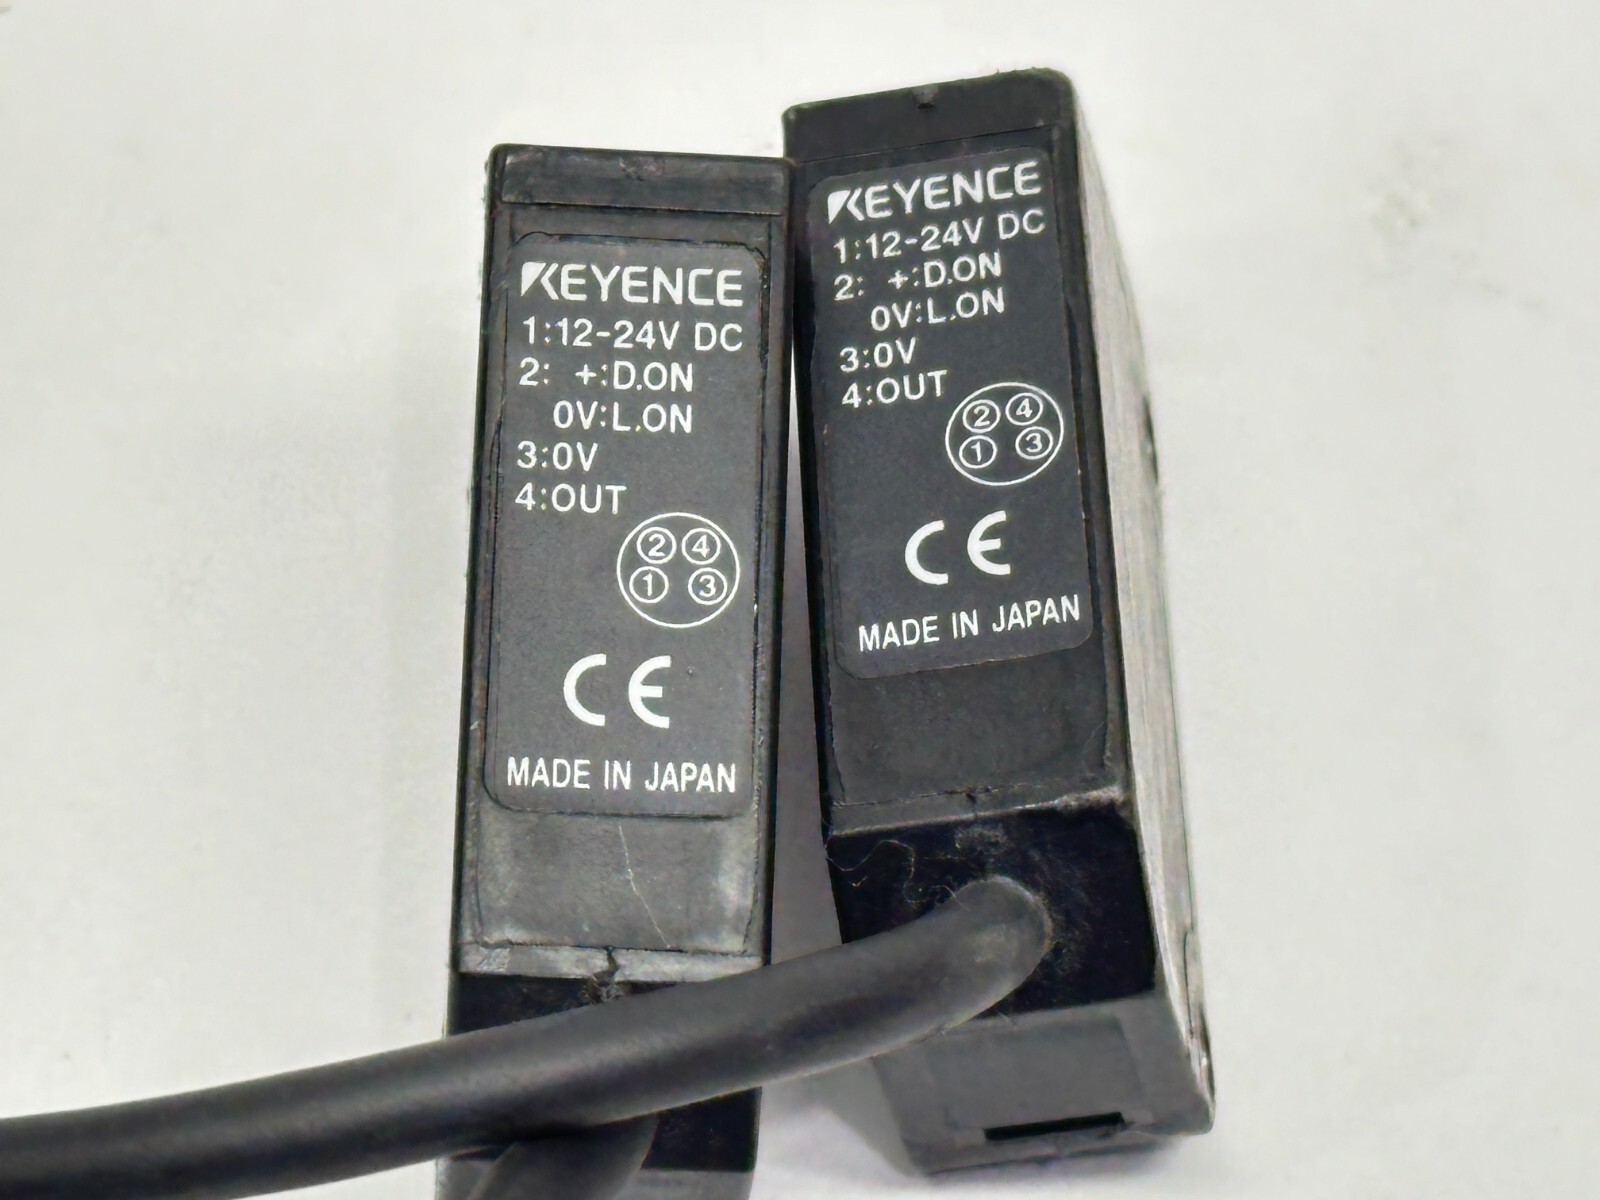 KEYENCE
1:12-24V DC
2: +:D.ON
0V:L.ON
3:0V
4:OUT
2 4
1 3
CE
MADE IN JAPAN
KEYENCE
1:12-24V DC
2: +:D.ON
0V:L.ON
3:0V
4:OUT
2 4
1 3
CE
MADE IN JAPAN